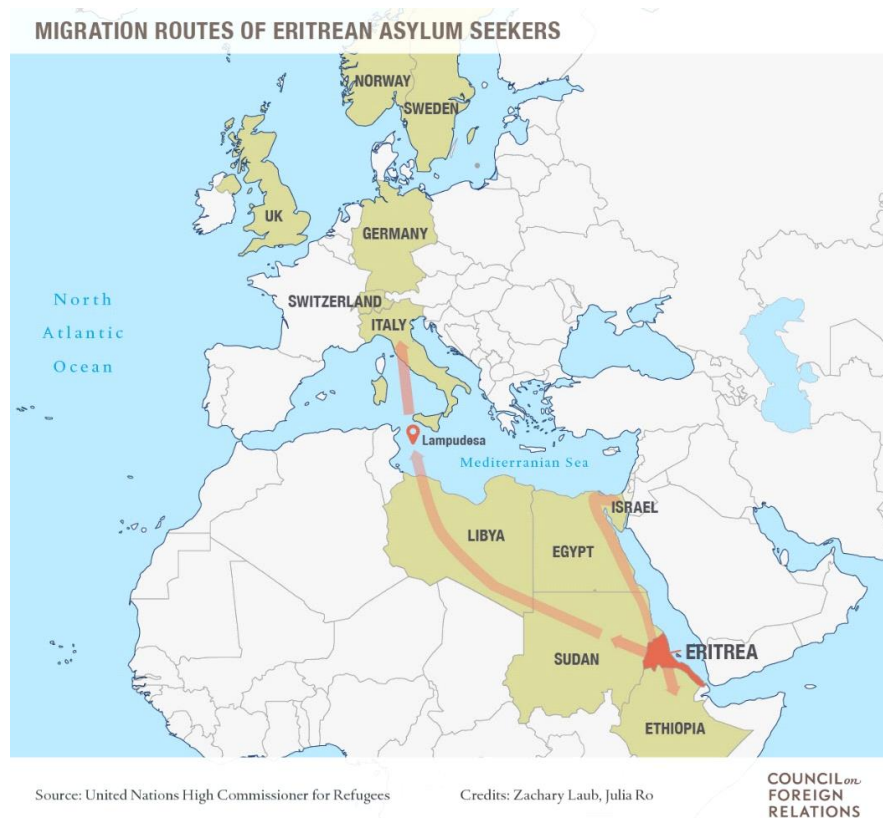 MIGRATION ROUTES OF ERITREAN ASYLUM SEEKERS
NORWAY
SWEDEN
UK
GERMANY
North
Atlantic
Ocean
SWITZERLAND
ITALY
Lampudesa
Mediterranian Sea
ISRAEL
LIBYA
EGYPT
SUDAN
ERITREA
ETHIOPIA
Source: United Nations High Commissioner for Refugees
Credits: Zachary Laub, Julia Ro
COUNCIL on
FOREIGN
RELATIONS